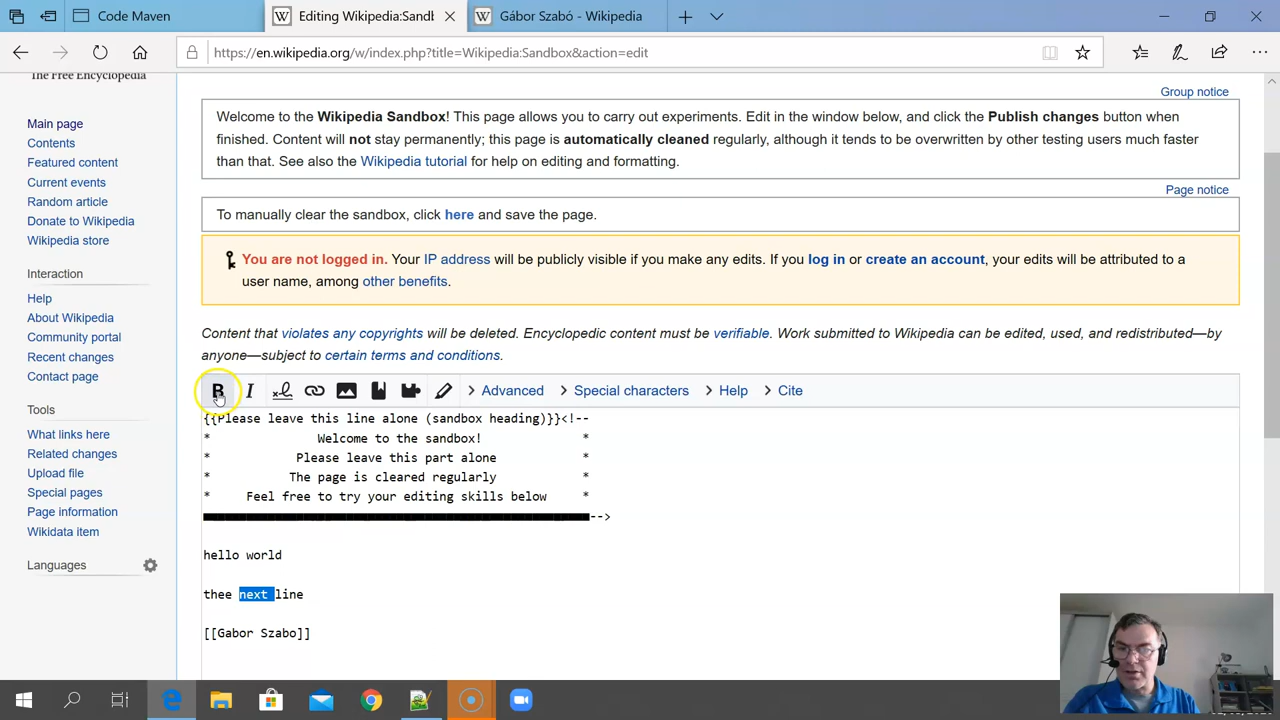 Code Maven
Editing Wikipedia:Sandb
Gábor Szabó - Wikipedia
https://en.wikipedia.org/w/index.php?title=Wikipedia:Sandbox&action=edit
The Free Encyclopedia
Main page
Contents
Featured content
Current events
Random article
Donate to Wikipedia
Wikipedia store
Interaction
Help
About Wikipedia
Community portal
Recent changes
Contact page
Tools
What links here
Related changes
Upload file
Special pages
Page information
Wikidata item
Languages
Group notice
Welcome to the Wikipedia Sandbox! This page allows you to carry out experiments. Edit in the window below, and click the Publish changes button when
finished. Content will not stay permanently; this page is automatically cleaned regularly, although it tends to be overwritten by other testing users much faster
than that. See also the Wikipedia tutorial for help on editing and formatting.
Page notice
To manually clear the sandbox, click here and save the page.
You are not logged in. Your IP address will be publicly visible if you make any edits. If you log in or create an account, your edits will be attributed to a
user name, among other benefits.
Content that violates any copyrights will be deleted. Encyclopedic content must be verifiable. Work submitted to Wikipedia can be edited, used, and redistributed—by
anyone—subject to certain terms and conditions.
B I Advanced Special characters Help Cite
{{Please leave this line alone (sandbox heading)}}<!--
* Welcome to the sandbox! *
* Please leave this part alone *
* The page is cleared regularly *
* Feel free to try your editing skills below *
■■■■■■■■■■■■■■■■■■■■■■■■■■■■■■■■■■■■■■■■■■■■■■■■■■■■■-->
hello world
thee next line
[[Gabor Szabo]]